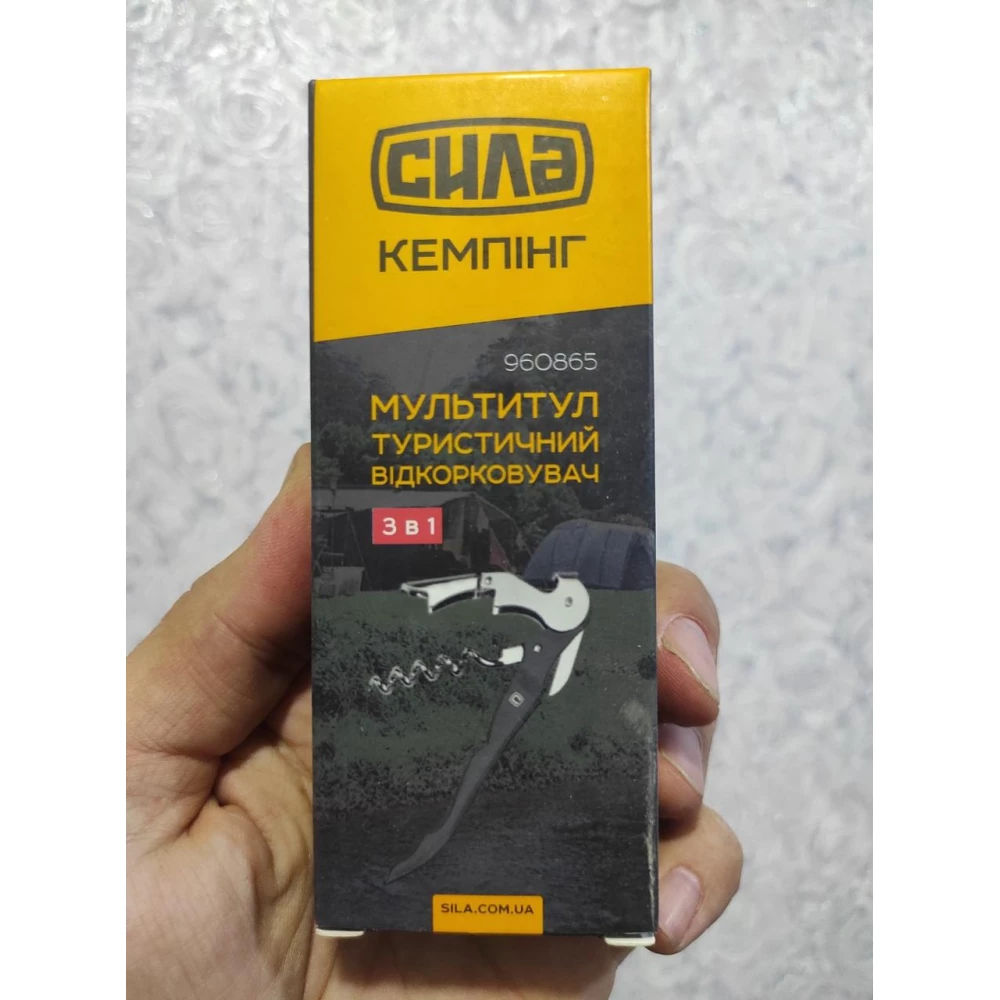 СИЛА
КЕМПІНГ
960865
МУЛЬТИТУЛ
ТУРИСТИЧНИЙ
ВІДКОРКОВУВАЧ
3 в 1
SILA.COM.UA